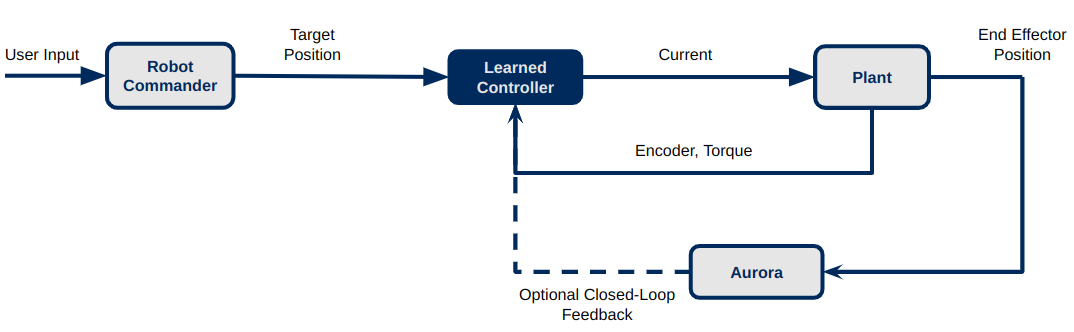 User Input
Robot
Commander
Target
Position
Learned
Controller
Current
Plant
End Effector
Position
Encoder, Torque
Aurora
Optional Closed-Loop
Feedback